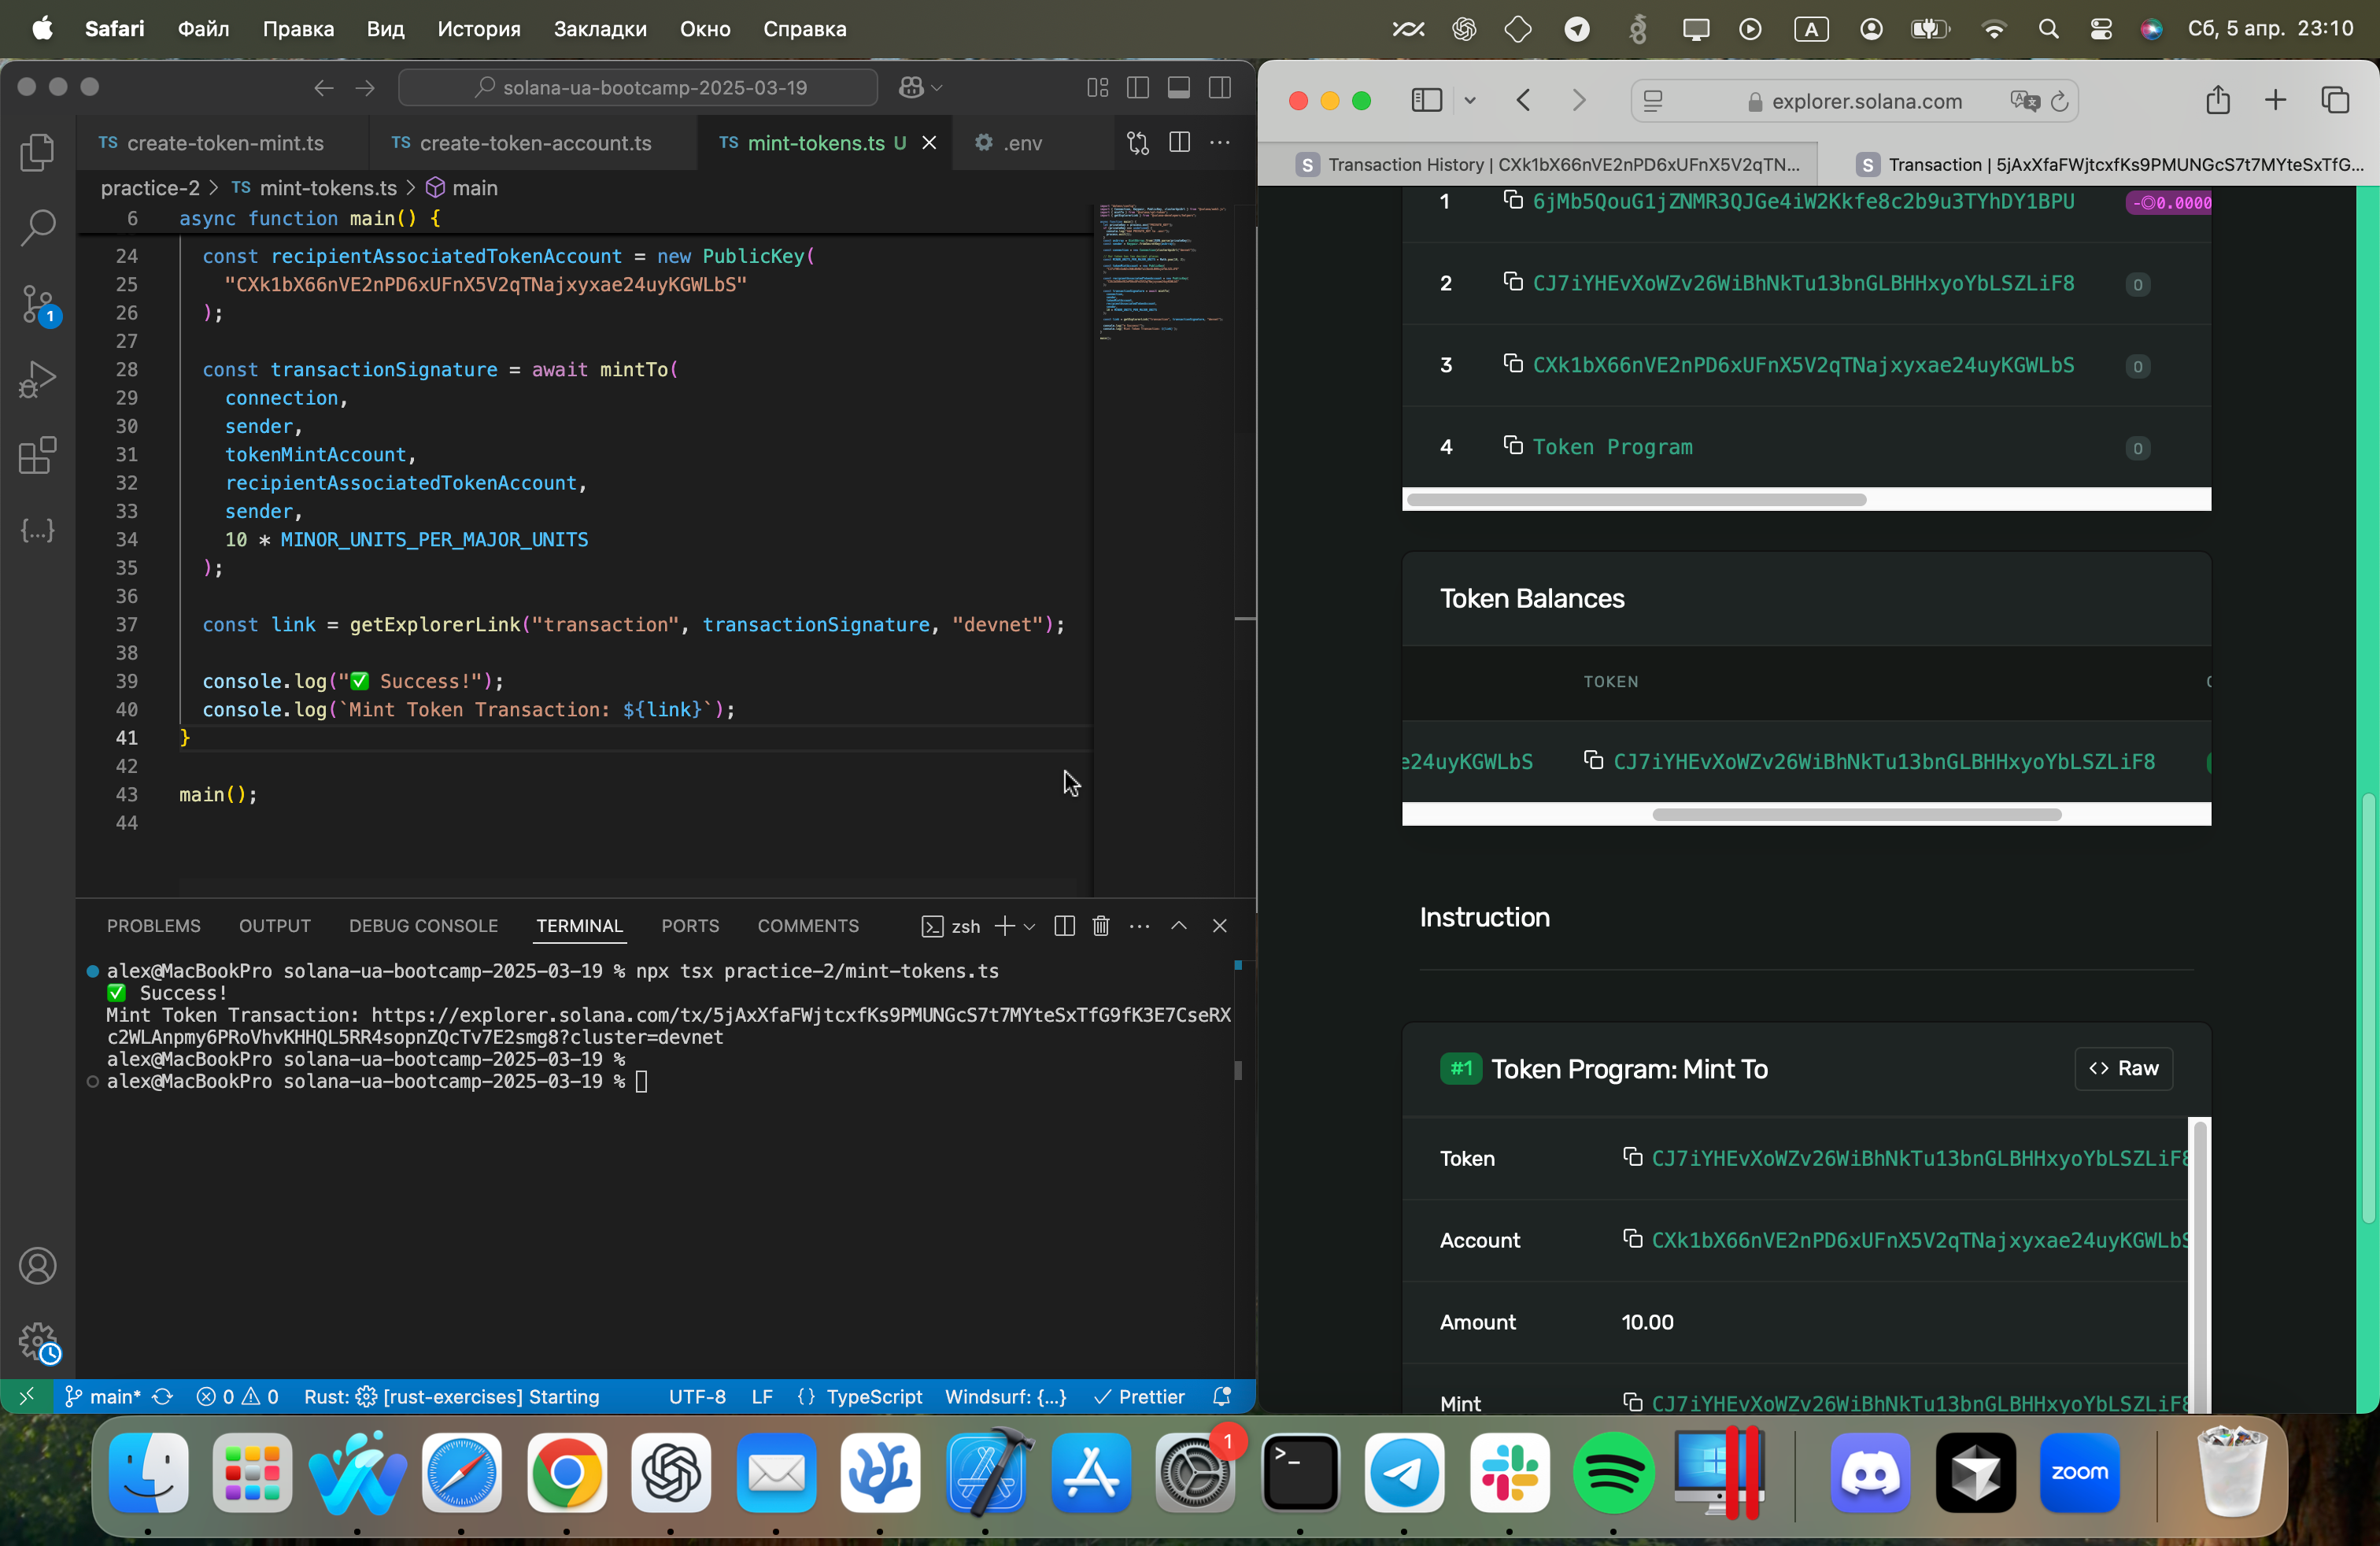 Safari Файл Правка Вид История Закладки Окно Справка
A
Сб, 5 апр. 23:10
solana-ua-bootcamp-2025-03-19
TS create-token-mint.ts
TS create-token-account.ts
TS mint-tokens.ts U
.env
practice-2 > TS mint-tokens.ts > main
6 async function main() {
24 const recipientAssociatedTokenAccount = new PublicKey(
25 "CXk1bX66nVE2nPD6xUFnX5V2qTNajxyxae24uyKGWLbS"
26 );
27
28 const transactionSignature = await mintTo(
29 connection,
30 sender,
31 tokenMintAccount,
32 recipientAssociatedTokenAccount,
33 sender,
34 10 * MINOR_UNITS_PER_MAJOR_UNITS
35 );
36
37 const link = getExplorerLink("transaction", transactionSignature, "devnet");
38
39 console.log("✅ Success!");
40 console.log(`Mint Token Transaction: ${link}`);
41 }
42
43 main();
44
1
PROBLEMS OUTPUT DEBUG CONSOLE TERMINAL PORTS COMMENTS
zsh
alex@MacBookPro solana-ua-bootcamp-2025-03-19 % npx tsx practice-2/mint-tokens.ts
✅ Success!
Mint Token Transaction: https://explorer.solana.com/tx/5jAxXfaFWjtcxfKs9PMUNGcS7t7MYteSxTfG9fK3E7CseRX
c2WLAnpmy6PRoVhvKHHQL5RR4sopnZQcTv7E2smg8?cluster=devnet
alex@MacBookPro solana-ua-bootcamp-2025-03-19 %
alex@MacBookPro solana-ua-bootcamp-2025-03-19 %
main* 0 0 Rust: [rust-exercises] Starting UTF-8 LF {} TypeScript Windsurf: {...} Prettier
explorer.solana.com
S Transaction History | CXk1bX66nVE2nPD6xUFnX5V2qTN...
S Transaction | 5jAxXfaFWjtcxfKs9PMUNGcS7t7MYteSxTfG...
1 6jMb5QouG1jZNMR3QJGe4iW2Kkfe8c2b9u3TYhDY1BPU -◎0.0000
2 CJ7iYHEvXoWZv26WiBhNkTu13bnGLBHHxyoYbLSZLiF8 0
3 CXk1bX66nVE2nPD6xUFnX5V2qTNajxyxae24uyKGWLbS 0
4 Token Program 0
Token Balances
TOKEN
e24uyKGWLbS CJ7iYHEvXoWZv26WiBhNkTu13bnGLBHHxyoYbLSZLiF8
Instruction
#1 Token Program: Mint To
<> Raw
Token CJ7iYHEvXoWZv26WiBhNkTu13bnGLBHHxyoYbLSZLiF8
Account CXk1bX66nVE2nPD6xUFnX5V2qTNajxyxae24uyKGWLbS
Amount 10.00
Mint CJ7iYHEvXoWZv26WiBhNkTu13bnGLBHHxyoYbLSZLiF8
1
zoom